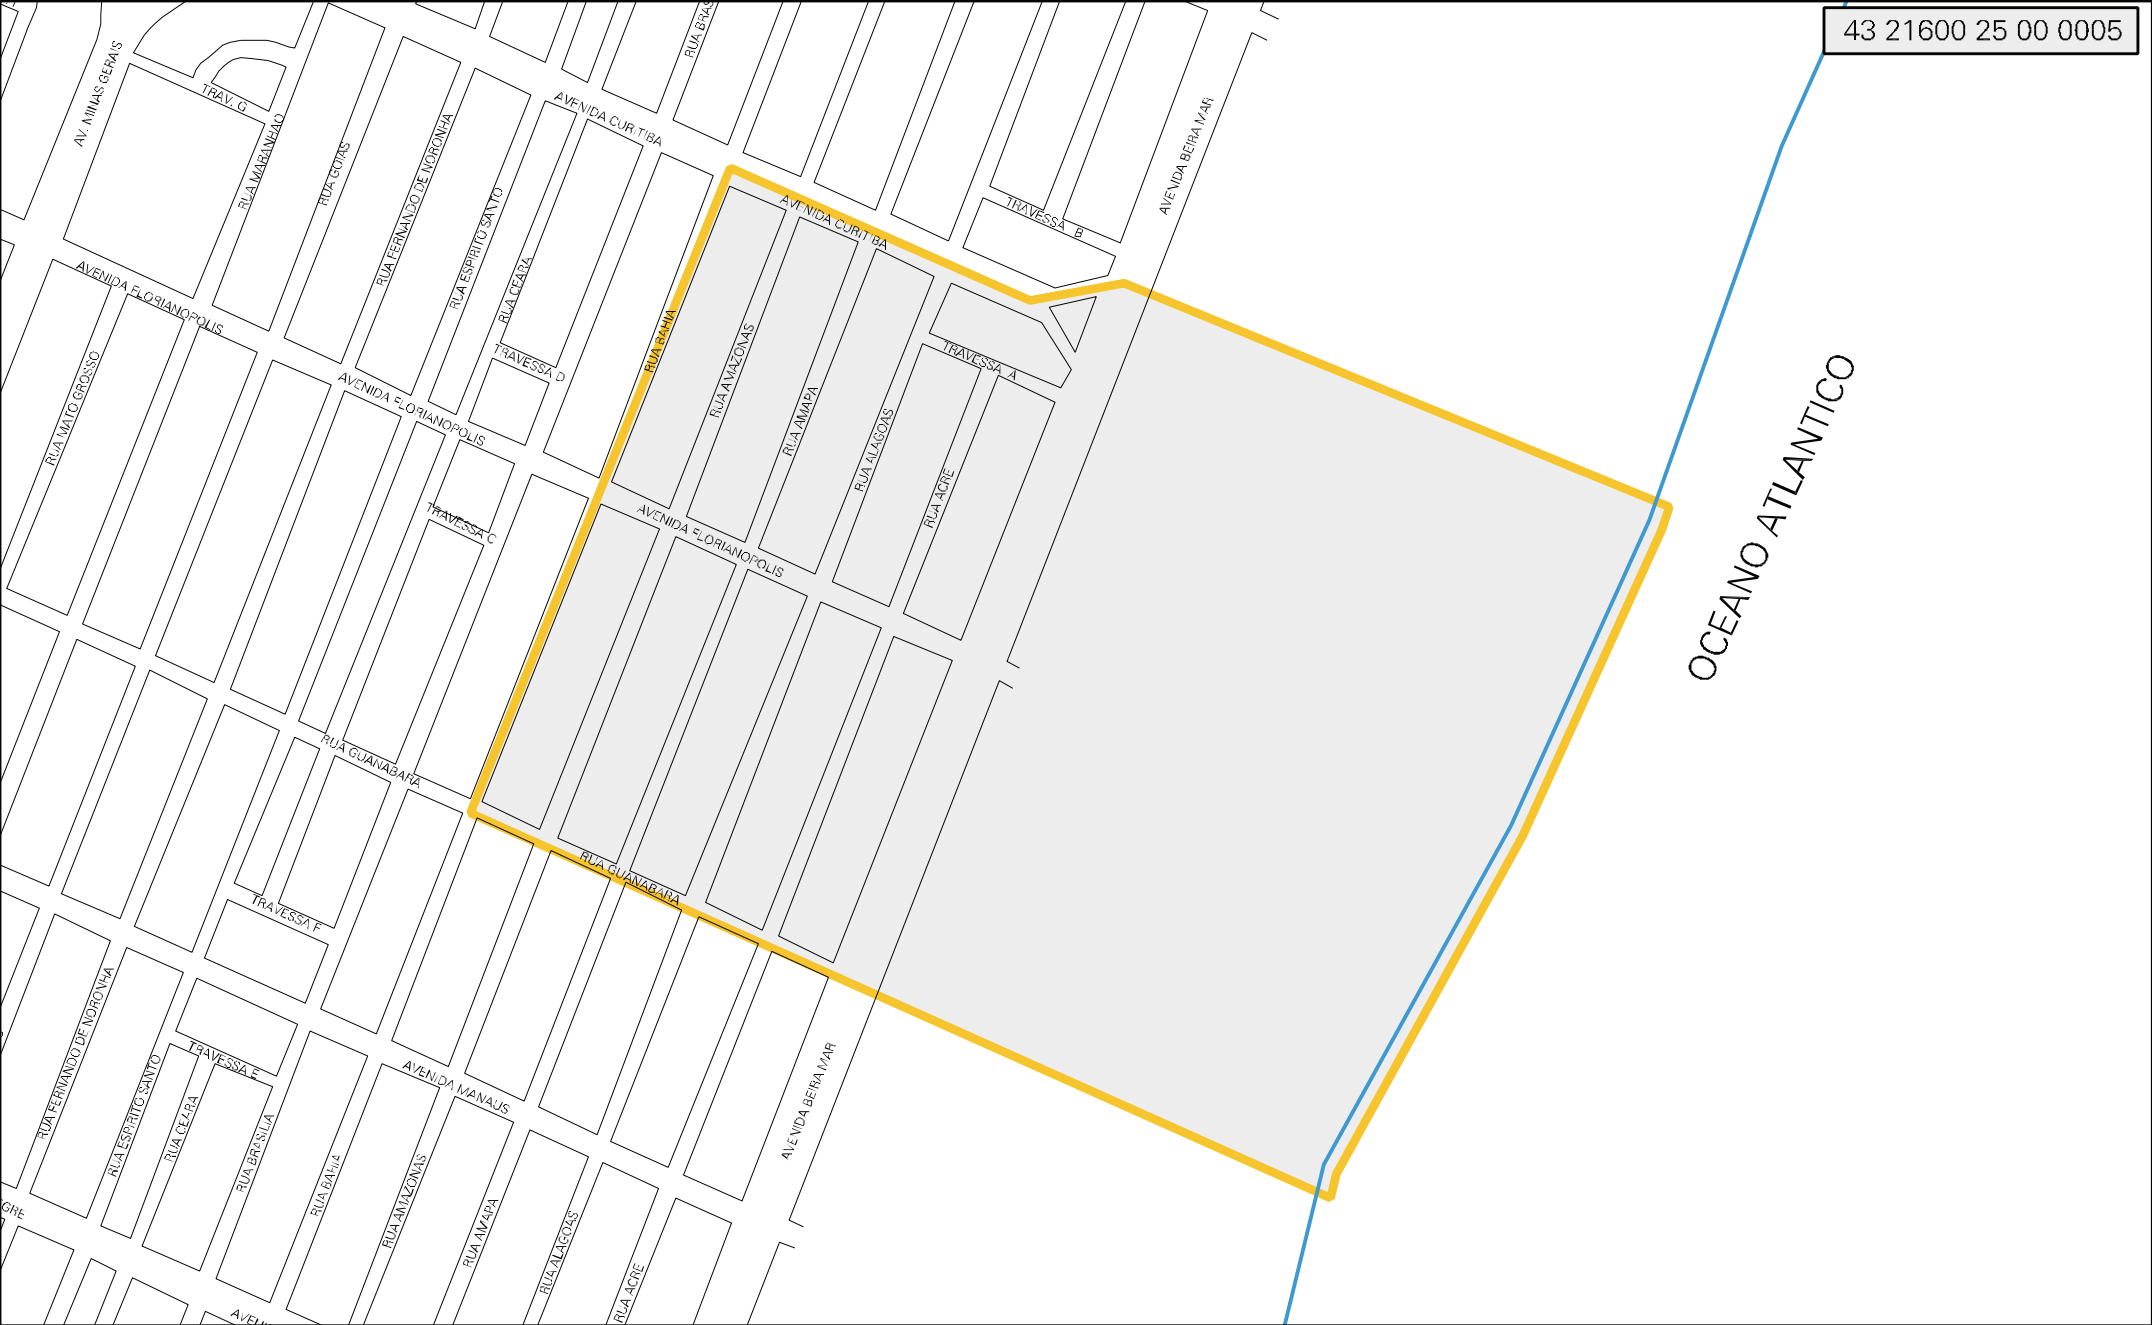 43 21600 25 00 0005
RUA BRAS
AV. MINAS GERAIS
TRAV. G
AVENIDA CURITIBA
AVENIDA BEIRA MAR
RUA MARANHAO
RUA GOIAS
RUA FERNANDO DE NORONHA
RUA ESPIRITO SANTO
RUA CEARA
AVENIDA CURITIBA
TRAVESSA B
AVENIDA FLORIANOPOLIS
RUA MATO GROSSO
TRAVESSA D
RUA BAHIA
RUA AMAZONAS
RUA AMAPA
RUA ALAGOAS
RUA ACRE
TRAVESSA A
OCEANO ATLANTICO
AVENIDA FLORIANOPOLIS
TRAVESSA C
AVENIDA FLORIANOPOLIS
RUA GUANABARA
RUA GUANABARA
TRAVESSA F
RUA FERNANDO DE NORONHA
RUA ESPIRITO SANTO
TRAVESSA E
RUA CEARA
RUA BRASILIA
AVENIDA MANAUS
AVENIDA BEIRA MAR
RUA BAHIA
RUA AMAZONAS
RUA AMAPA
RUA ALAGOAS
RUA ACRE
GRE
AVENI